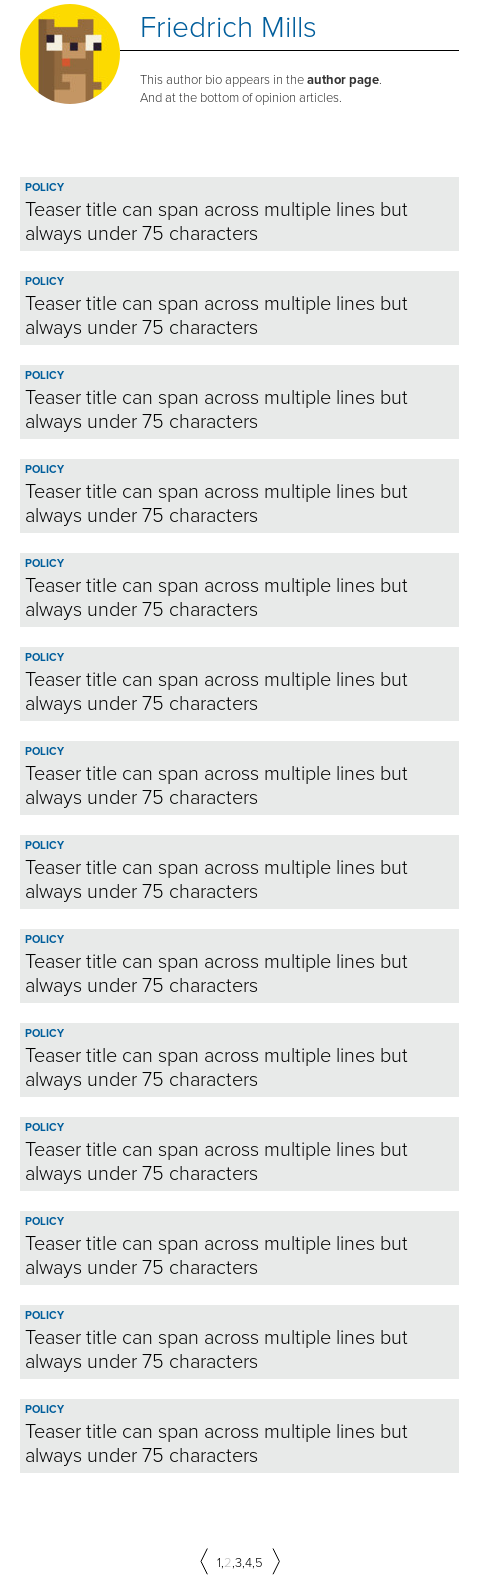 Friedrich Mills
This author bio appears in the author page.
And at the bottom of opinion articles.
POLICY
Teaser title can span across multiple lines but
always under 75 characters
POLICY
Teaser title can span across multiple lines but
always under 75 characters
POLICY
Teaser title can span across multiple lines but
always under 75 characters
POLICY
Teaser title can span across multiple lines but
always under 75 characters
POLICY
Teaser title can span across multiple lines but
always under 75 characters
POLICY
Teaser title can span across multiple lines but
always under 75 characters
POLICY
Teaser title can span across multiple lines but
always under 75 characters
POLICY
Teaser title can span across multiple lines but
always under 75 characters
POLICY
Teaser title can span across multiple lines but
always under 75 characters
POLICY
Teaser title can span across multiple lines but
always under 75 characters
POLICY
Teaser title can span across multiple lines but
always under 75 characters
POLICY
Teaser title can span across multiple lines but
always under 75 characters
POLICY
Teaser title can span across multiple lines but
always under 75 characters
POLICY
Teaser title can span across multiple lines but
always under 75 characters
1,2,3,4,5